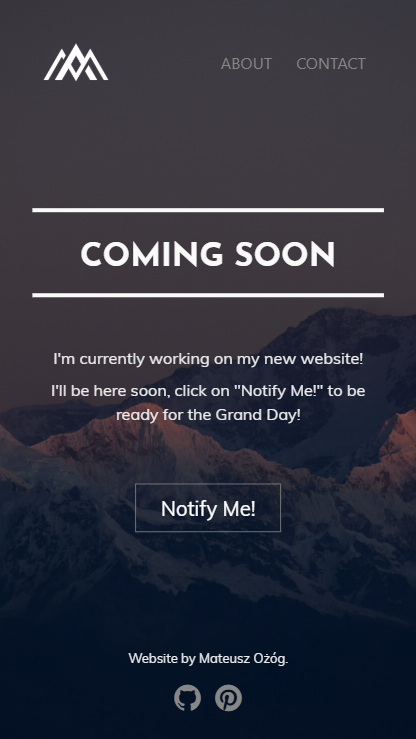 ABOUT CONTACT
COMING SOON
I'm currently working on my new website!
I'll be here soon, click on "Notify Me!" to be
ready for the Grand Day!
Notify Me!
Website by Mateusz Ożóg.